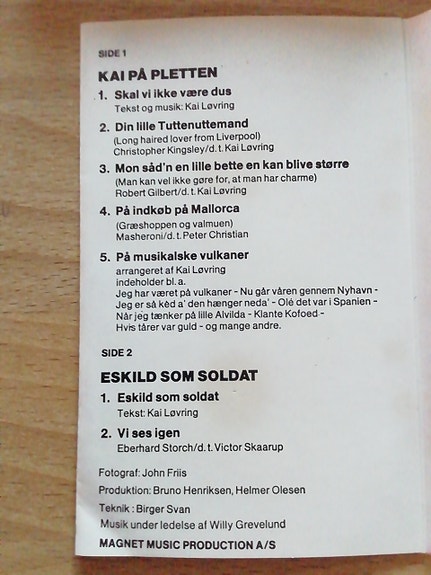 SIDE 1
KAI PÅ PLETTEN
1. Skal vi ikke være dus
Tekst og musik: Kai Løvring
2. Din lille Tuttenuttemand
(Long haired lover from Liverpool)
Christopher Kingsley/d.t. Kai Løvring
3. Mon såd'n en lille bette en kan blive større
(Man kan vel ikke gøre for, at man har charme)
Robert Gilbert/d.t. Kai Løvring
4. På indkøb på Mallorca
(Græshoppen og valmuen)
Masheroni/d.t. Peter Christian
5. På musikalske vulkaner
arrangeret af Kai Løvring
indeholder bl.a.
Jeg har været på vulkaner - Nu går våren gennem Nyhavn -
Jeg er så kèd a' den hænger neda' - Olé det var i Spanien -
Når jeg tænker på lille Alvilda - Klante Kofoed -
Hvis tårer var guld - og mange andre.
SIDE 2
ESKILD SOM SOLDAT
1. Eskild som soldat
Tekst: Kai Løvring
2. Vi ses igen
Eberhard Storch/d.t. Victor Skaarup
Fotograf: John Friis
Produktion: Bruno Henriksen, Helmer Olesen
Teknik: Birger Svan
Musik under ledelse af Willy Grevelund
MAGNET MUSIC PRODUCTION A/S